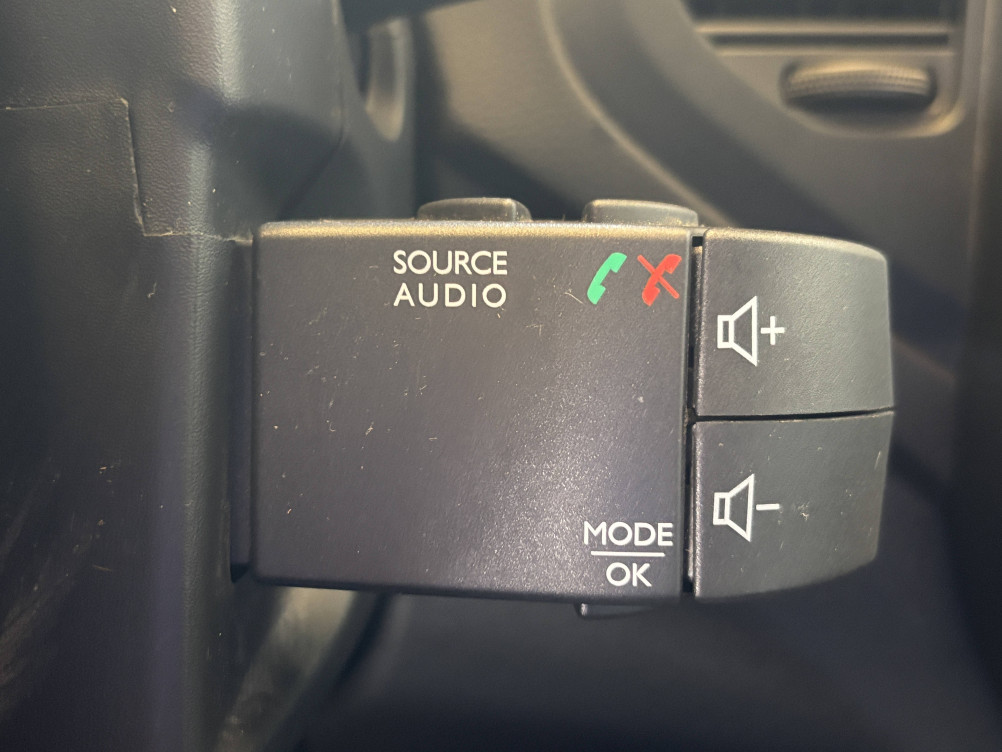 SOURCE
AUDIO
+
-
MODE
OK